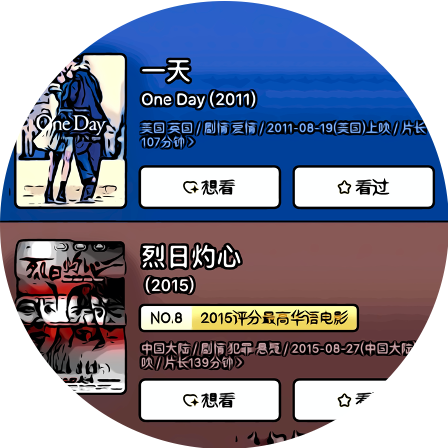 一天
One Day (2011)
美国 英国 / 剧情 爱情 / 2011-08-19(美国)上映 / 片长
107分钟 >
想看
看过
One Day
烈日灼心
(2015)
NO.8 2015评分最高华语电影
中国大陆 / 剧情 犯罪 悬疑 / 2015-08-27(中国大陆
映 / 片长139分钟 >
想看
烈日灼心